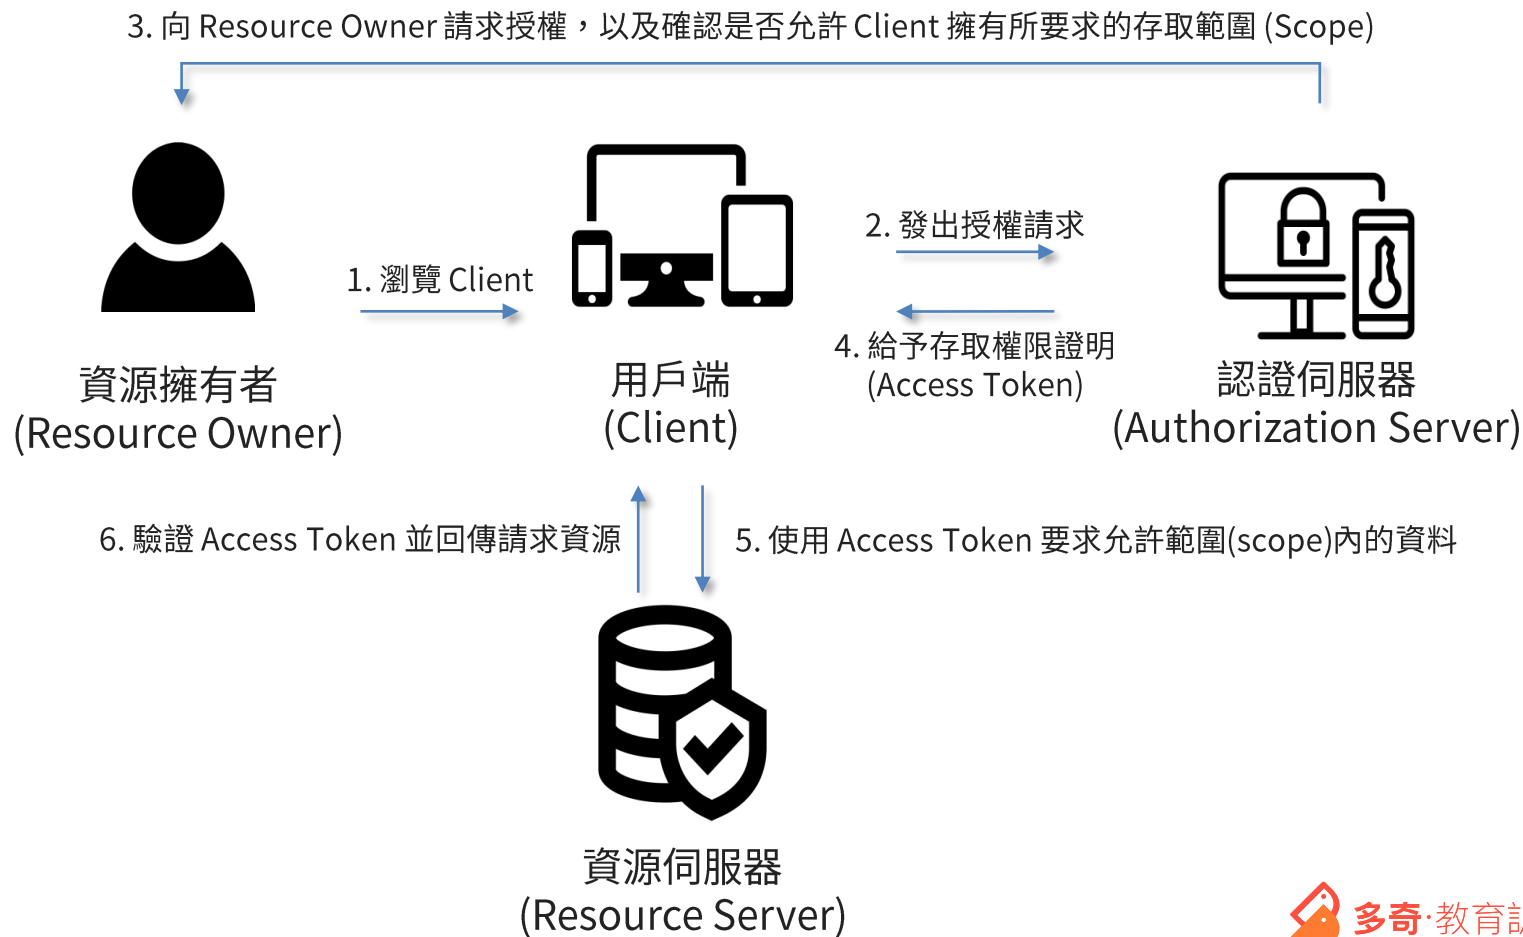 3. 向 Resource Owner 請求授權，以及確認是否允許 Client 擁有所要求的存取範圍 (Scope)
1. 瀏覽 Client
2. 發出授權請求
4. 給予存取權限證明
(Access Token)
資源擁有者
(Resource Owner)
用戶端
(Client)
認證伺服器
(Authorization Server)
6. 驗證 Access Token 並回傳請求資源
5. 使用 Access Token 要求允許範圍(scope)內的資料
資源伺服器
(Resource Server)
多奇·教育